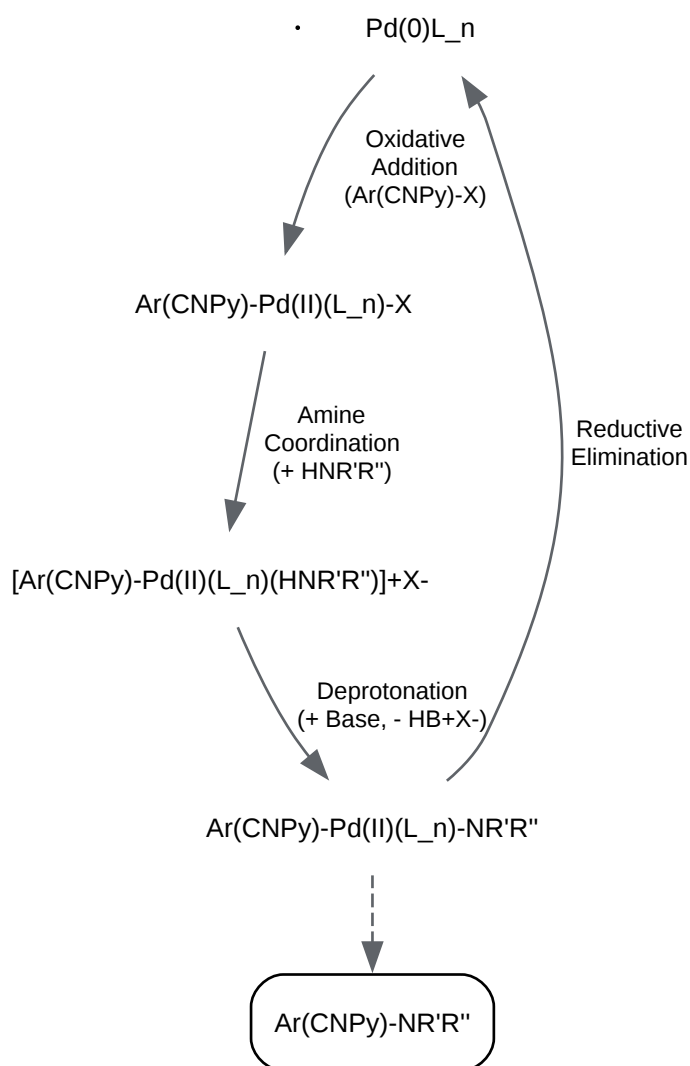 Pd(0)L_n
Oxidative
Addition
(Ar(CNPy)-X)
Ar(CNPy)-Pd(II)(L_n)-X
Amine
Coordination
(+ HNR'R'')
Reductive
Elimination
[Ar(CNPy)-Pd(II)(L_n)(HNR'R'')]+X-
Deprotonation
(+ Base, - HB+X-)
Ar(CNPy)-Pd(II)(L_n)-NR'R''
Ar(CNPy)-NR'R''